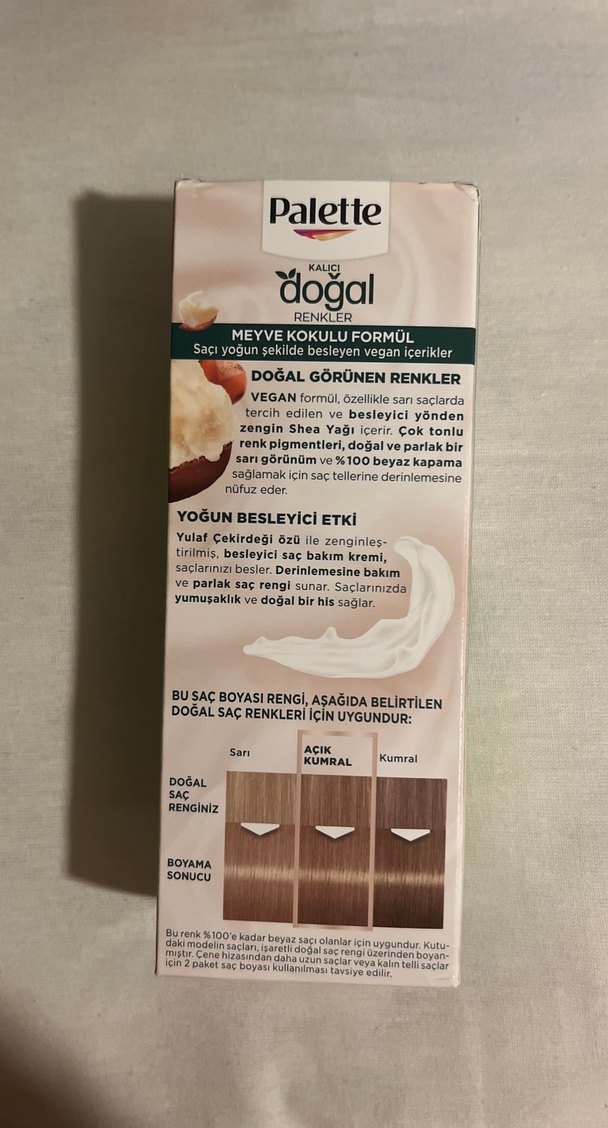 Palette
KALICI
doğal
RENKLER
MEYVE KOKULU FORMÜL
Saçı yoğun şekilde besleyen vegan içerikler
DOĞAL GÖRÜNEN RENKLER
VEGAN formül, özellikle sarı saçlarda
tercih edilen ve besleyici yönden
zengin Shea Yağı içerir. Çok tonlu
renk pigmentleri, doğal ve parlak bir
sarı görünüm ve %100 beyaz kapama
sağlamak için saç tellerine derinlemesine
nüfuz eder.
YOĞUN BESLEYİCİ ETKİ
Yulaf Çekirdeği özü ile zenginleş-
tirilmiş, besleyici saç bakım kremi,
saçlarınızı besler. Derinlemesine bakım
ve parlak saç rengi sunar. Saçlarınızda
yumuşaklık ve doğal bir his sağlar.
BU SAÇ BOYASI RENGİ, AŞAĞIDA BELİRTİLEN
DOĞAL SAÇ RENKLERİ İÇİN UYGUNDUR:
Sarı
AÇIK
KUMRAL
Kumral
DOĞAL
SAÇ
RENGİNİZ
BOYAMA
SONUCU
Bu renk %100'e kadar beyaz saçı olanlar için uygundur. Kutu-
daki modelin saçları, işaretli doğal saç rengi üzerinden boyan-
mıştır. Çene hizasından daha uzun saçlar veya kalın telli saçlar
için 2 paket saç boyası kullanılması tavsiye edilir.